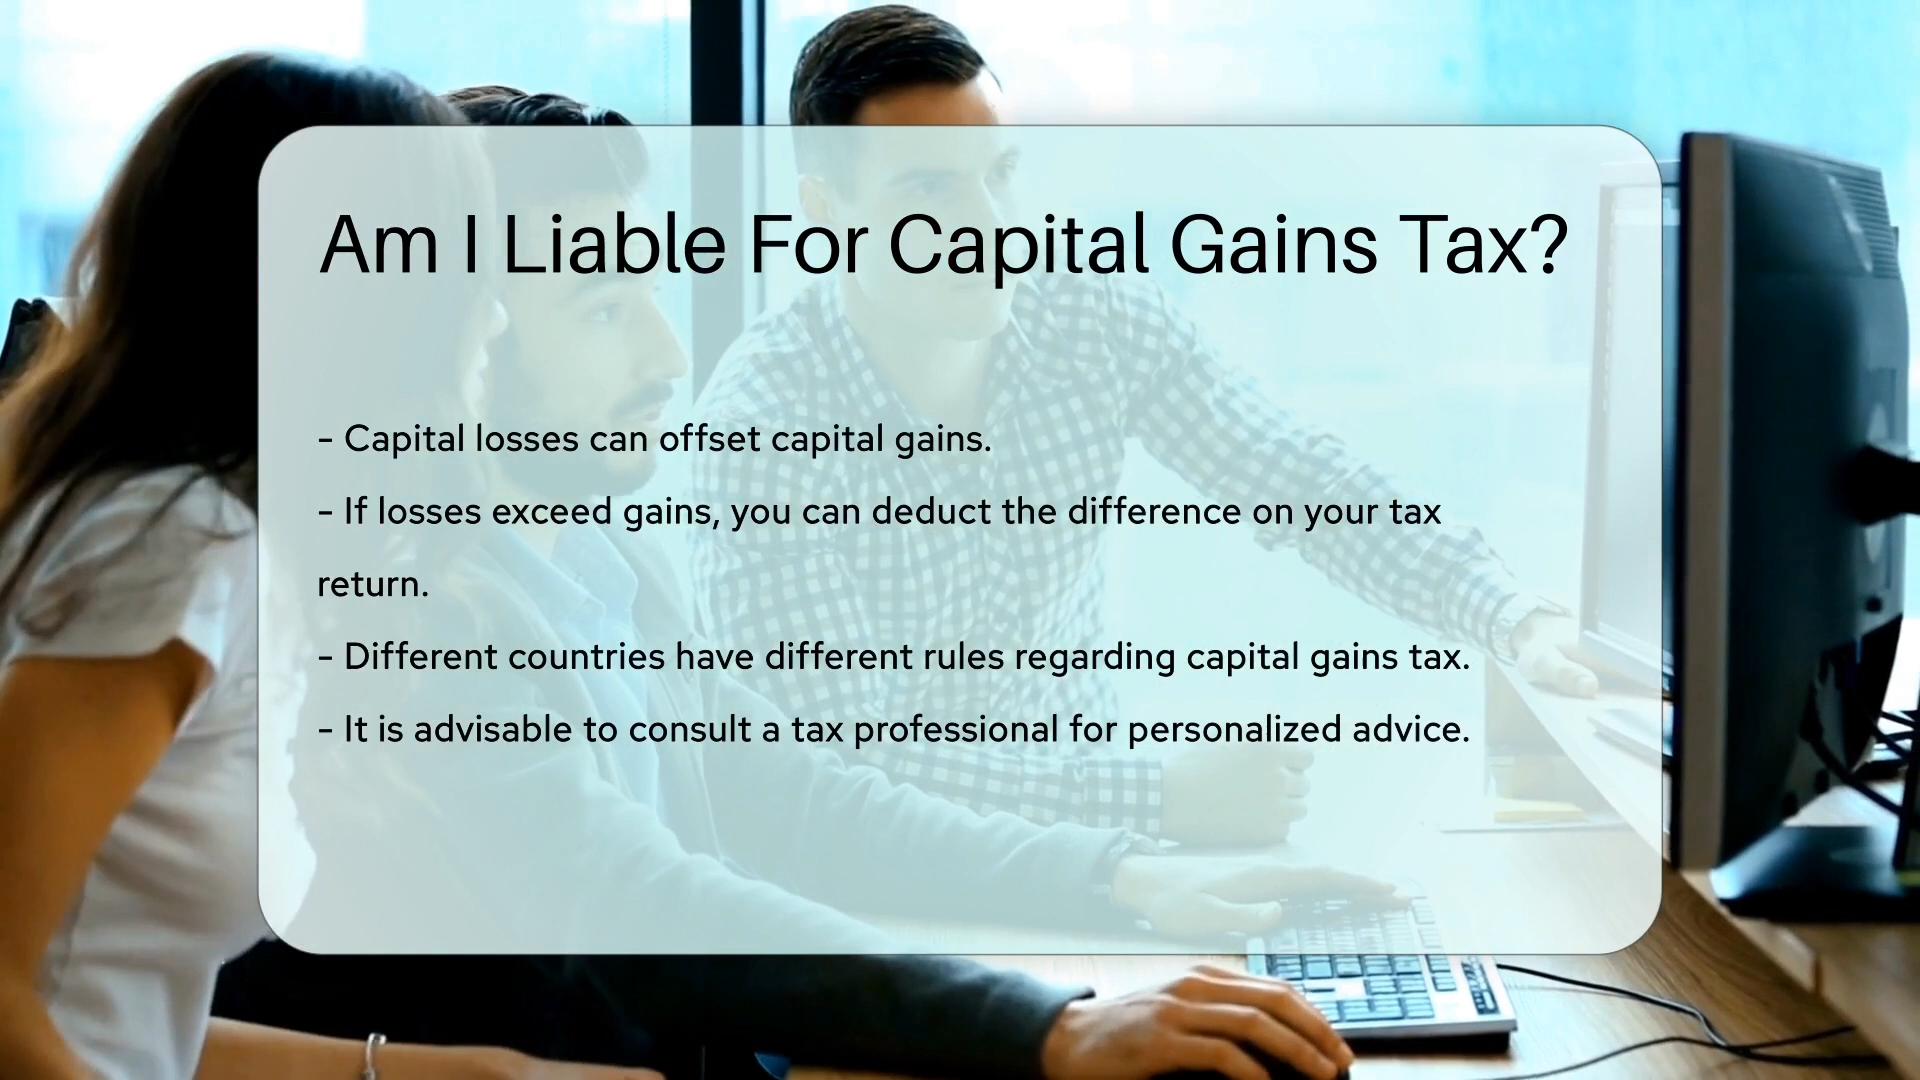 Am I Liable For Capital Gains Tax?
- Capital losses can offset capital gains.
- If losses exceed gains, you can deduct the difference on your tax
return.
- Different countries have different rules regarding capital gains tax.
- It is advisable to consult a tax professional for personalized advice.